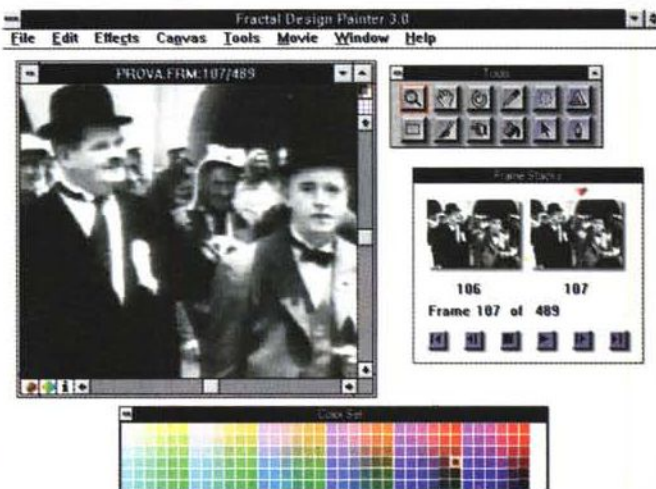 Fractal Design Painter 3.0
File Edit Effects Canvas Tools Movie Window Help
PROVA.FRM:107/489
Tools
Frame Stacks
106 107
Frame 107 of 489
Color Set